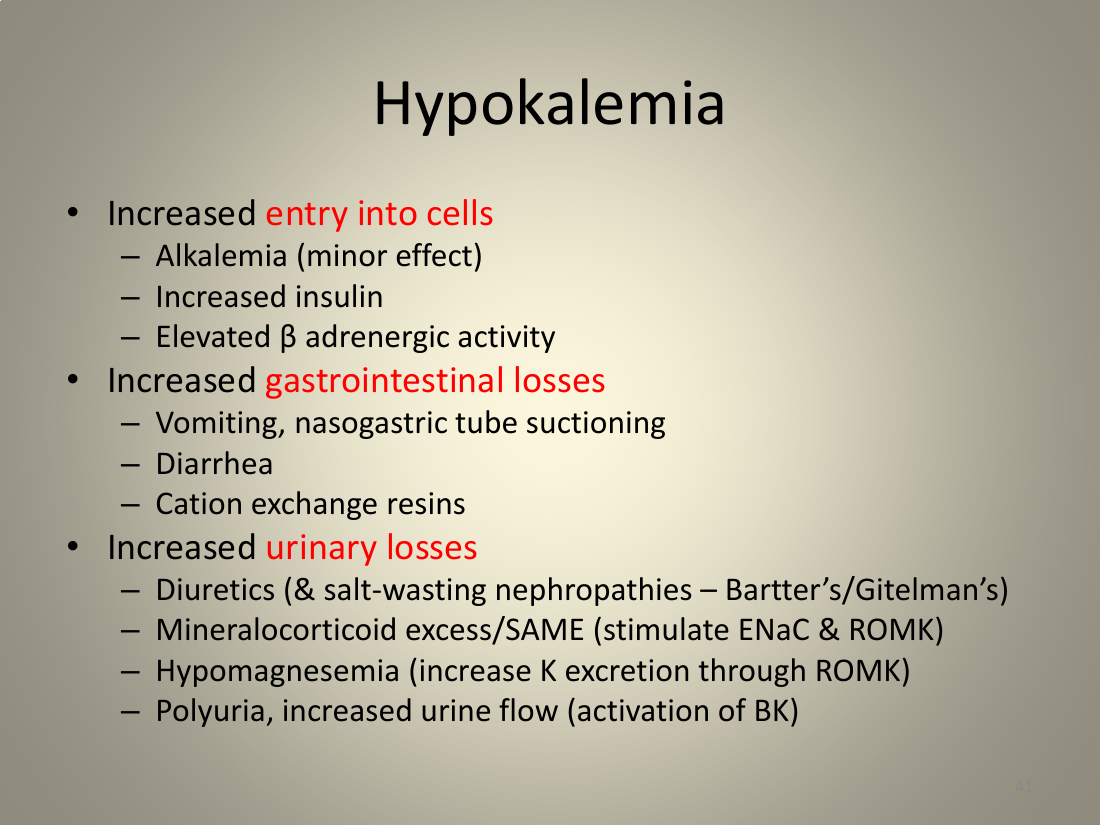 Hypokalemia
• Increased entry into cells
– Alkalemia (minor effect)
– Increased insulin
– Elevated β adrenergic activity
• Increased gastrointestinal losses
– Vomiting, nasogastric tube suctioning
– Diarrhea
– Cation exchange resins
• Increased urinary losses
– Diuretics (& salt-wasting nephropathies – Bartter’s/Gitelman’s)
– Mineralocorticoid excess/SAME (stimulate ENaC & ROMK)
– Hypomagnesemia (increase K excretion through ROMK)
– Polyuria, increased urine flow (activation of BK)
41